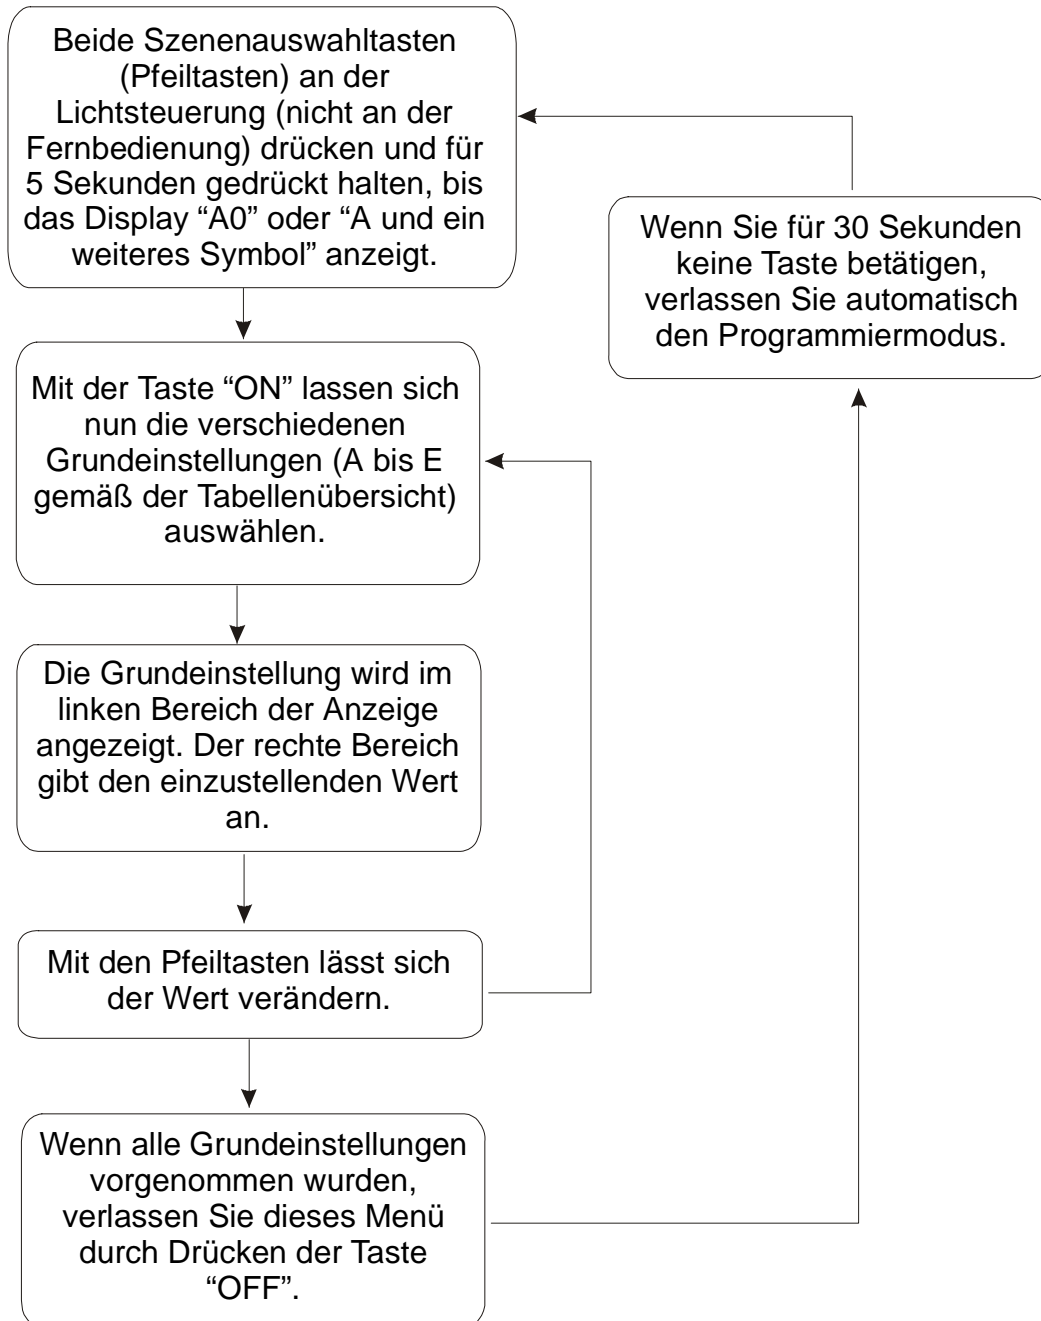 Beide Szenenauswahltasten
(Pfeiltasten) an der
Lichtsteuerung (nicht an der
Fernbedienung) drücken und für
5 Sekunden gedrückt halten, bis
das Display “A0” oder “A und ein
weiteres Symbol” anzeigt.
Wenn Sie für 30 Sekunden
keine Taste betätigen,
verlassen Sie automatisch
den Programmiermodus.
Mit der Taste “ON” lassen sich
nun die verschiedenen
Grundeinstellungen (A bis E
gemäß der Tabellenübersicht)
auswählen.
Die Grundeinstellung wird im
linken Bereich der Anzeige
angezeigt. Der rechte Bereich
gibt den einzustellenden Wert
an.
Mit den Pfeiltasten lässt sich
der Wert verändern.
Wenn alle Grundeinstellungen
vorgenommen wurden,
verlassen Sie dieses Menü
durch Drücken der Taste
“OFF”.